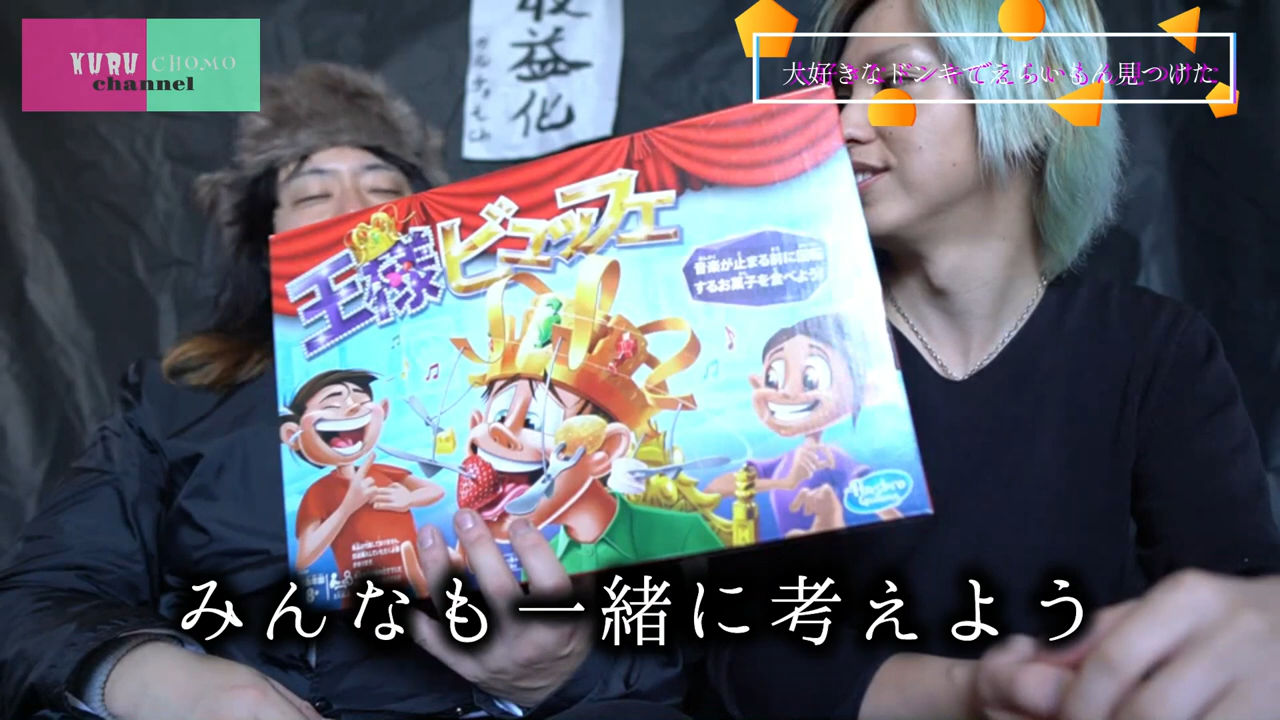 YURU CHOMO
channel
収益化
大好きなドンキでえらいもん見つけた
王様ビュッフェ
音楽が止まる前に
するお菓子を食べよう!
Hasbro
Gaming
みんなも一緒に考えよう